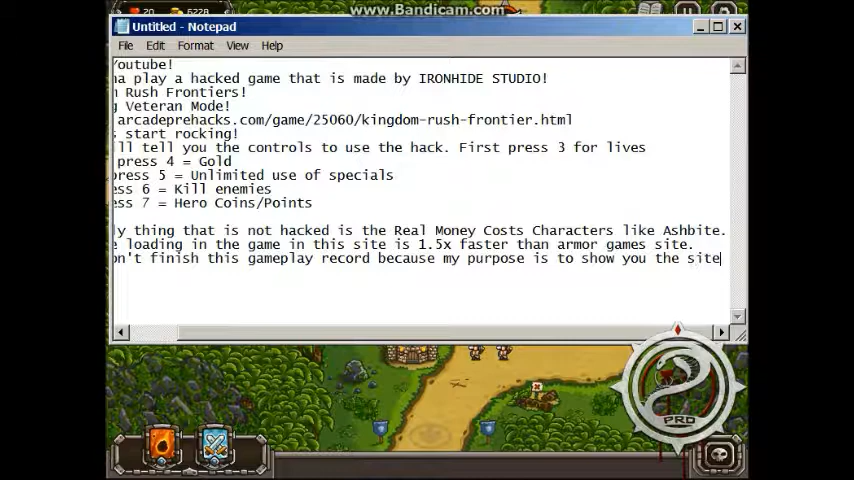 www.Bandicam.com
20 6228
Untitled - Notepad
File Edit Format View Help
Youtube!
na play a hacked game that is made by IRONHIDE STUDIO!
n Rush Frontiers!
g Veteran Mode!
arcadeprehacks.com/game/25060/kingdom-rush-frontier.html
s start rocking!
ll tell you the controls to use the hack. First press 3 for lives
press 4 = Gold
press 5 = Unlimited use of specials
ess 6 = Kill enemies
ess 7 = Hero Coins/Points
ly thing that is not hacked is the Real Money Costs Characters like Ashbite.
e loading in the game in this site is 1.5x faster than armor games site.
on't finish this gameplay record because my purpose is to show you the site
PRO